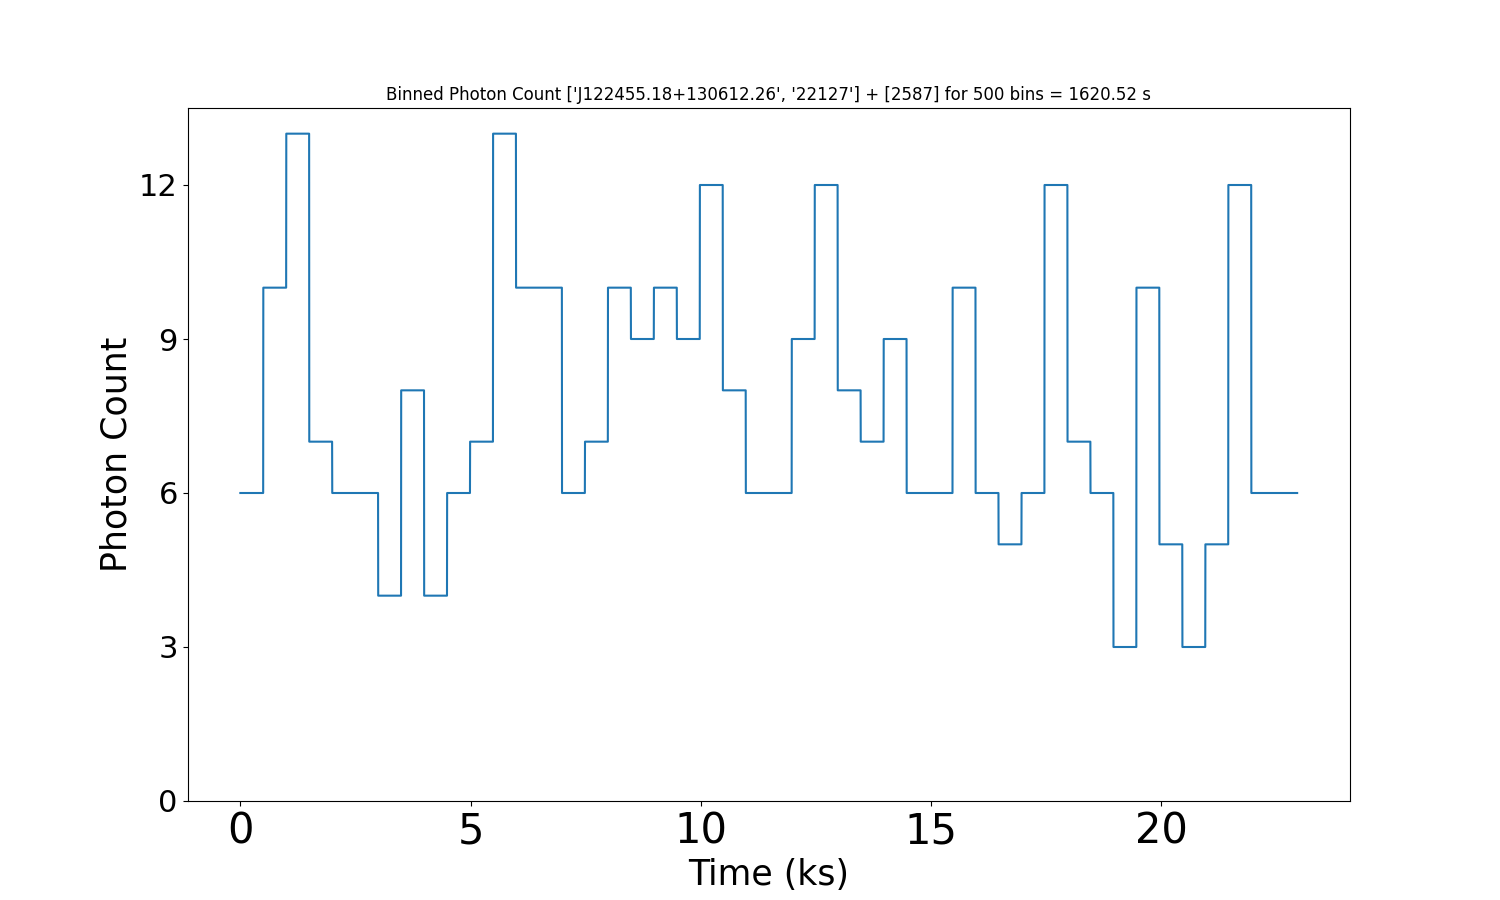 Binned Photon Count ['J122455.18+130612.26', '22127'] + [2587] for 500 bins = 1620.52 s
12
9
6
3
0
Photon Count
0 5 10 15 20
Time (ks)